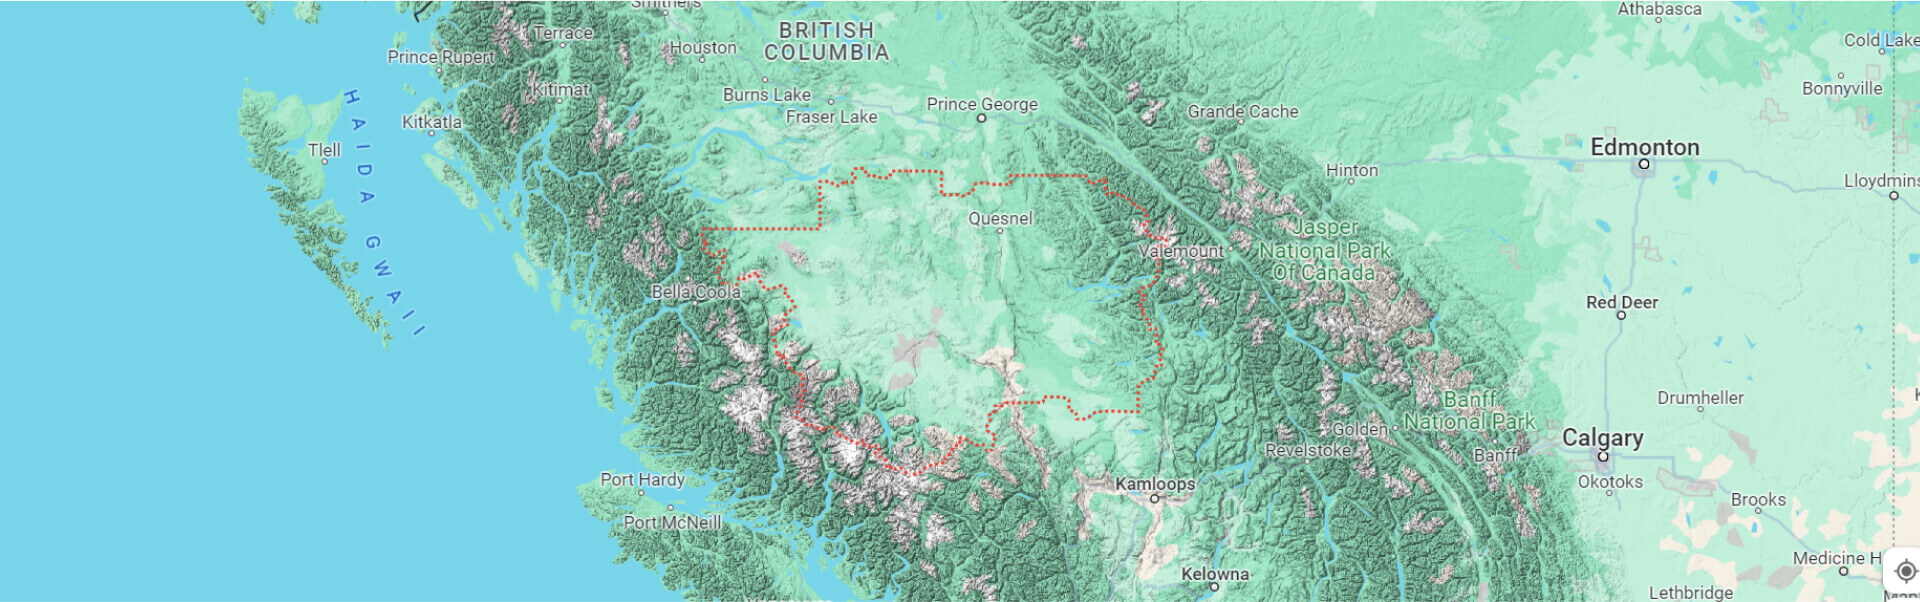 Smithers
Athabasca
BRITISH
COLUMBIA
Terrace
Houston
Cold Lake
Prince Rupert
Kitimat
Burns Lake
Bonnyville
Prince George
Grande Cache
Fraser Lake
Kitkatla
HAIDA GWAII
Tlell
Edmonton
Hinton
Lloydmins
Quesnel
Jasper
National Park
Of Canada
Valemount
Bella Coola
Red Deer
Drumheller
Banff
National Park
Golden
Calgary
Revelstoke
Banff
Port Hardy
Kamloops
Okotoks
Brooks
Port McNeill
Medicine H
Kelowna
Lethbridge